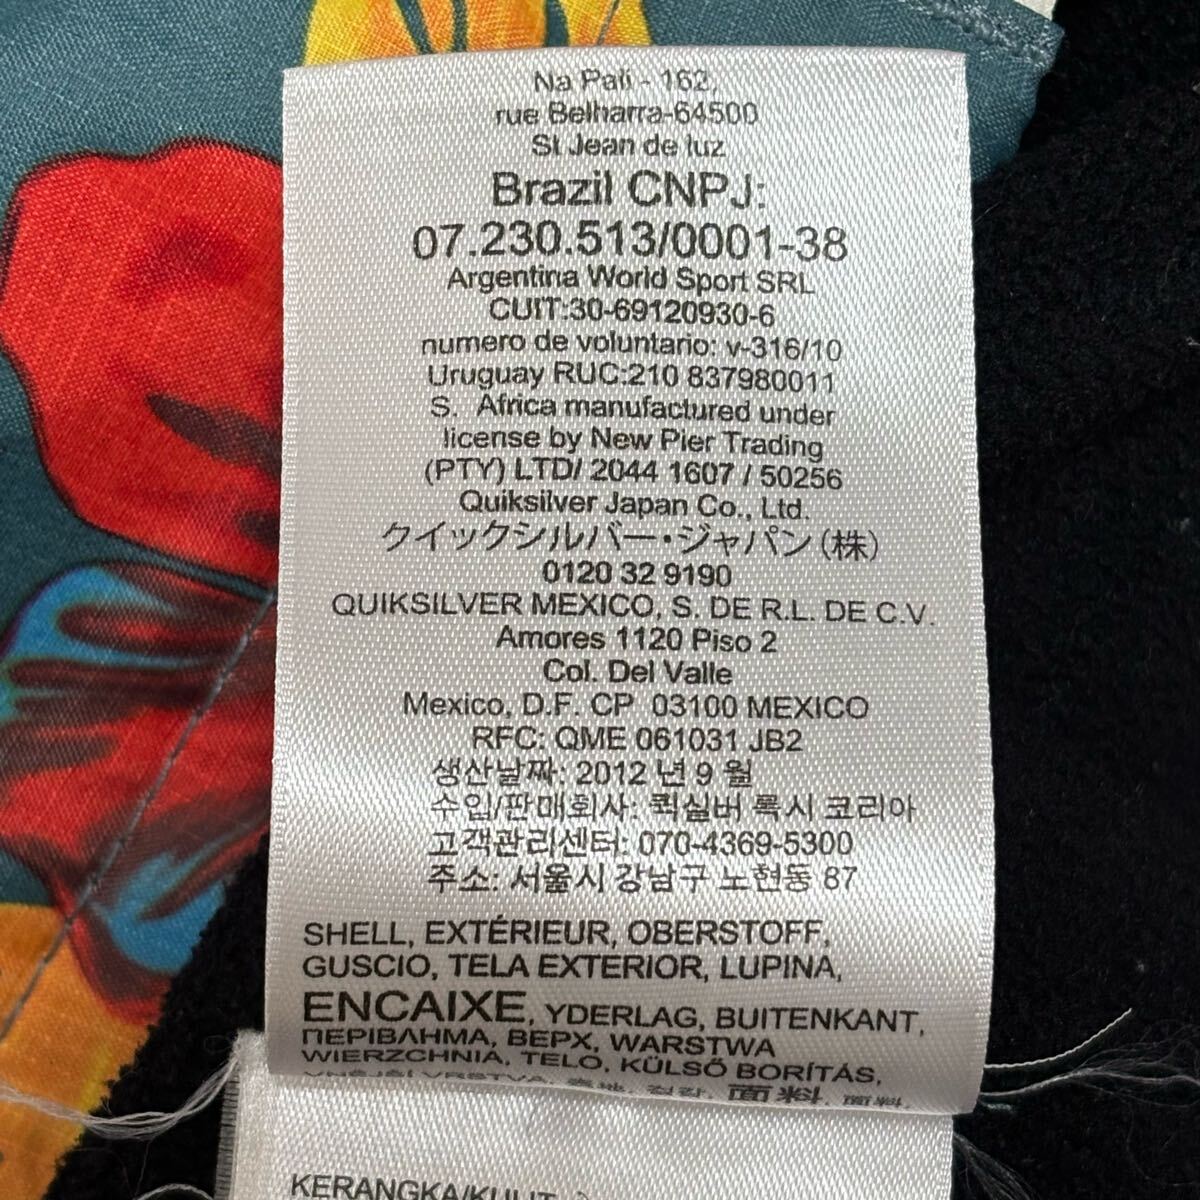 Na Pali - 162,
rue Belharra-64500
St Jean de luz
Brazil CNPJ:
07.230.513/0001-38
Argentina World Sport SRL
CUIT:30-69120930-6
numero de voluntario: v-316/10
Uruguay RUC:210 837980011
S. Africa manufactured under
license by New Pier Trading
(PTY) LTD/ 2044 1607 / 50256
Quiksilver Japan Co., Ltd.
クイックシルバー・ジャパン(株)
0120 32 9190
QUIKSILVER MEXICO, S. DE R.L. DE C.V.
Amores 1120 Piso 2
Col. Del Valle
Mexico, D.F. CP 03100 MEXICO
RFC: QME 061031 JB2
생산날짜: 2012 년 9 월
수입/판매회사: 퀵실버 록시 코리아
고객관리센터: 070-4369-5300
주소: 서울시 강남구 노현동 87
SHELL, EXTÉRIEUR, OBERSTOFF,
GUSCIO, TELA EXTERIOR, LUPINA,
ENCAIXE, YDERLAG, BUITENKANT,
ΠΕΡΙΒΛΗΜΑ, ВЕРХ, WARSTWA
WIERZCHNIA, TELO, KÜLSŐ BORÍTÁS,
VNĚJŠÍ VRSTVA, 面料,
KERANGKA/KULIT